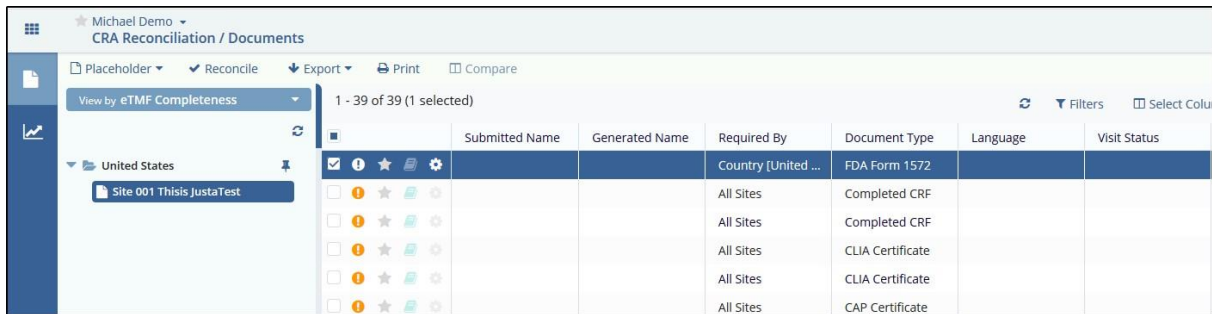 Michael Demo
CRA Reconciliation / Documents
Placeholder Reconcile Export Print Compare
View by eTMF Completeness
1 - 39 of 39 (1 selected) Filters Select Colu
Submitted Name Generated Name Required By Document Type Language Visit Status
United States
Country [United ... FDA Form 1572
Site 001 Thisis JustaTest
All Sites Completed CRF
All Sites Completed CRF
All Sites CLIA Certificate
All Sites CLIA Certificate
All Sites CAP Certificate